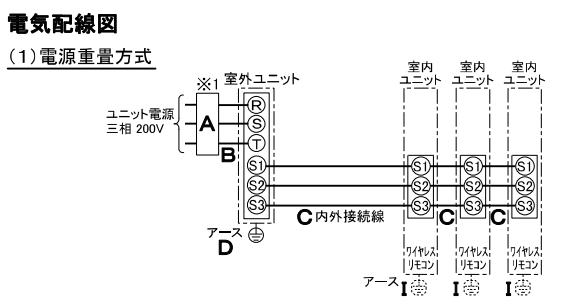 電気配線図
(1)電源重畳方式
※1
室外ユニット
室内
ユニット
室内
ユニット
室内
ユニット
ユニット電源
三相 200V
A
B
R
S
T
S1
S2
S3
S1
S2
S3
S1
S2
S3
S1
S2
S3
C 内外接続線
C
C
アース
D
ワイヤレス
リモコン
ワイヤレス
リモコン
ワイヤレス
リモコン
アース I
I
I